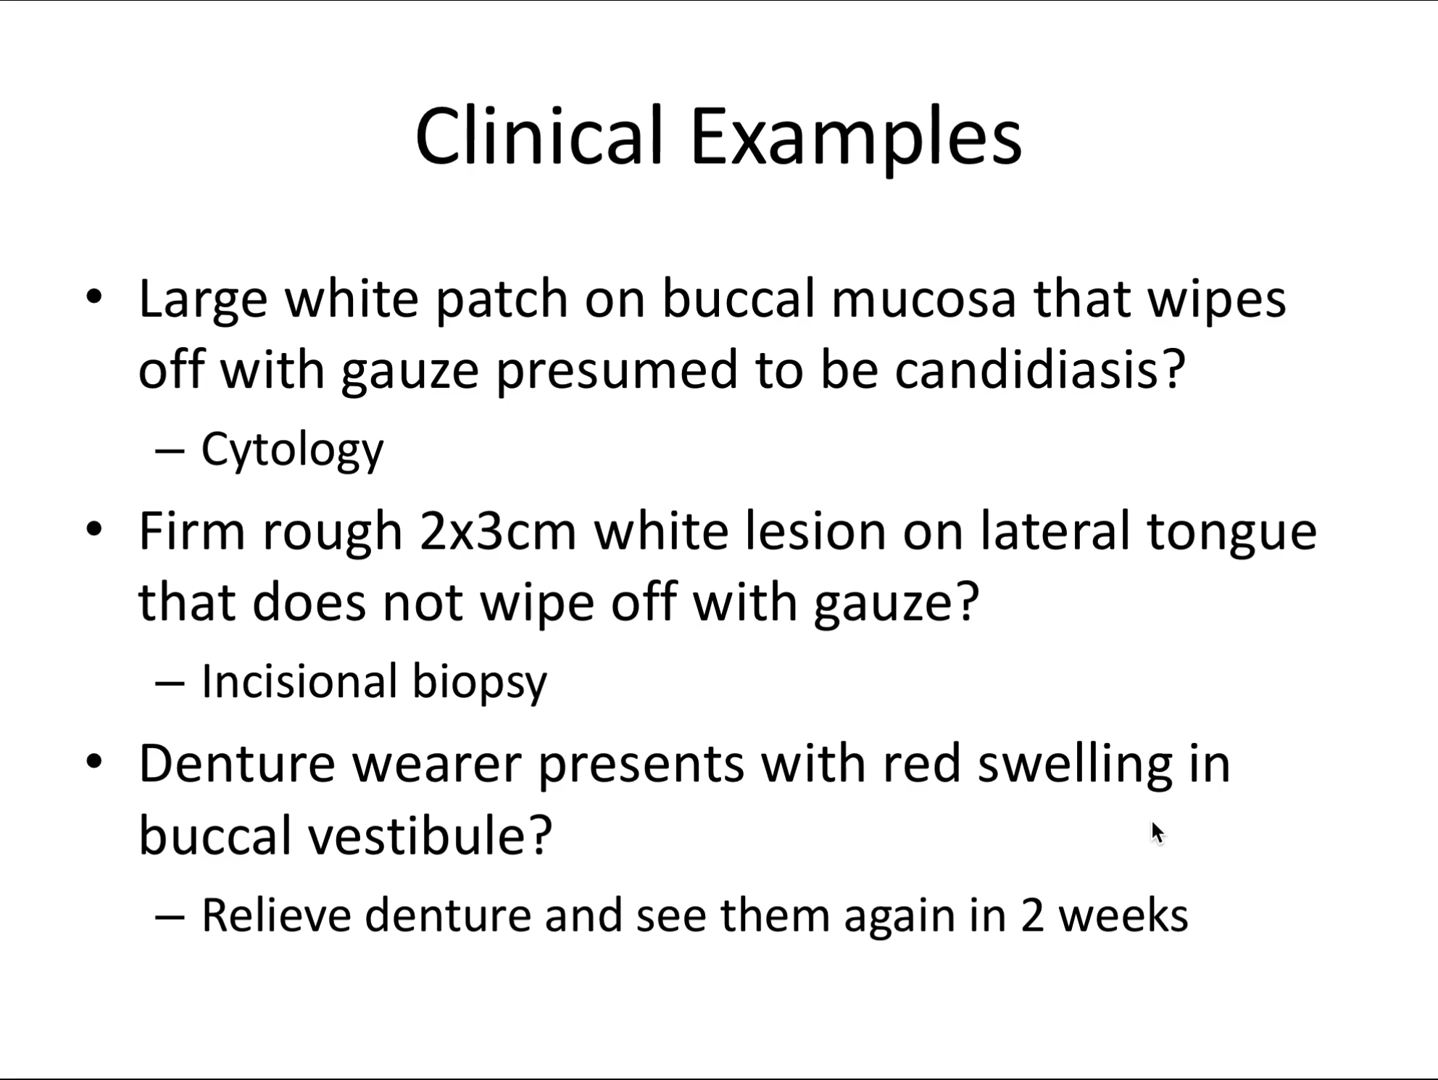 Clinical Examples
• Large white patch on buccal mucosa that wipes
off with gauze presumed to be candidiasis?
– Cytology
• Firm rough 2x3cm white lesion on lateral tongue
that does not wipe off with gauze?
– Incisional biopsy
• Denture wearer presents with red swelling in
buccal vestibule?
– Relieve denture and see them again in 2 weeks